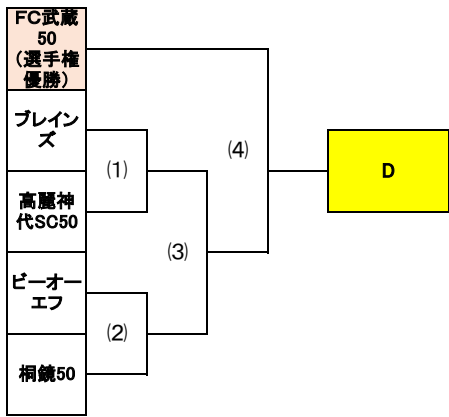 FC武蔵
50
（選手権
優勝）
ブレイン
ズ
高麗神
代SC50
ビーオー
エフ
桐鏡50
⑴
⑵
⑶
⑷
D